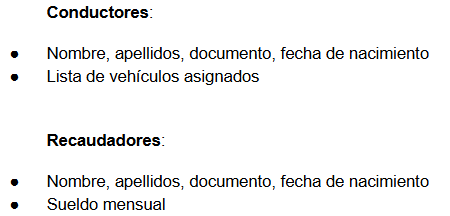 Conductores:
● Nombre, apellidos, documento, fecha de nacimiento
● Lista de vehículos asignados
Recaudadores:
● Nombre, apellidos, documento, fecha de nacimiento
● Sueldo mensual